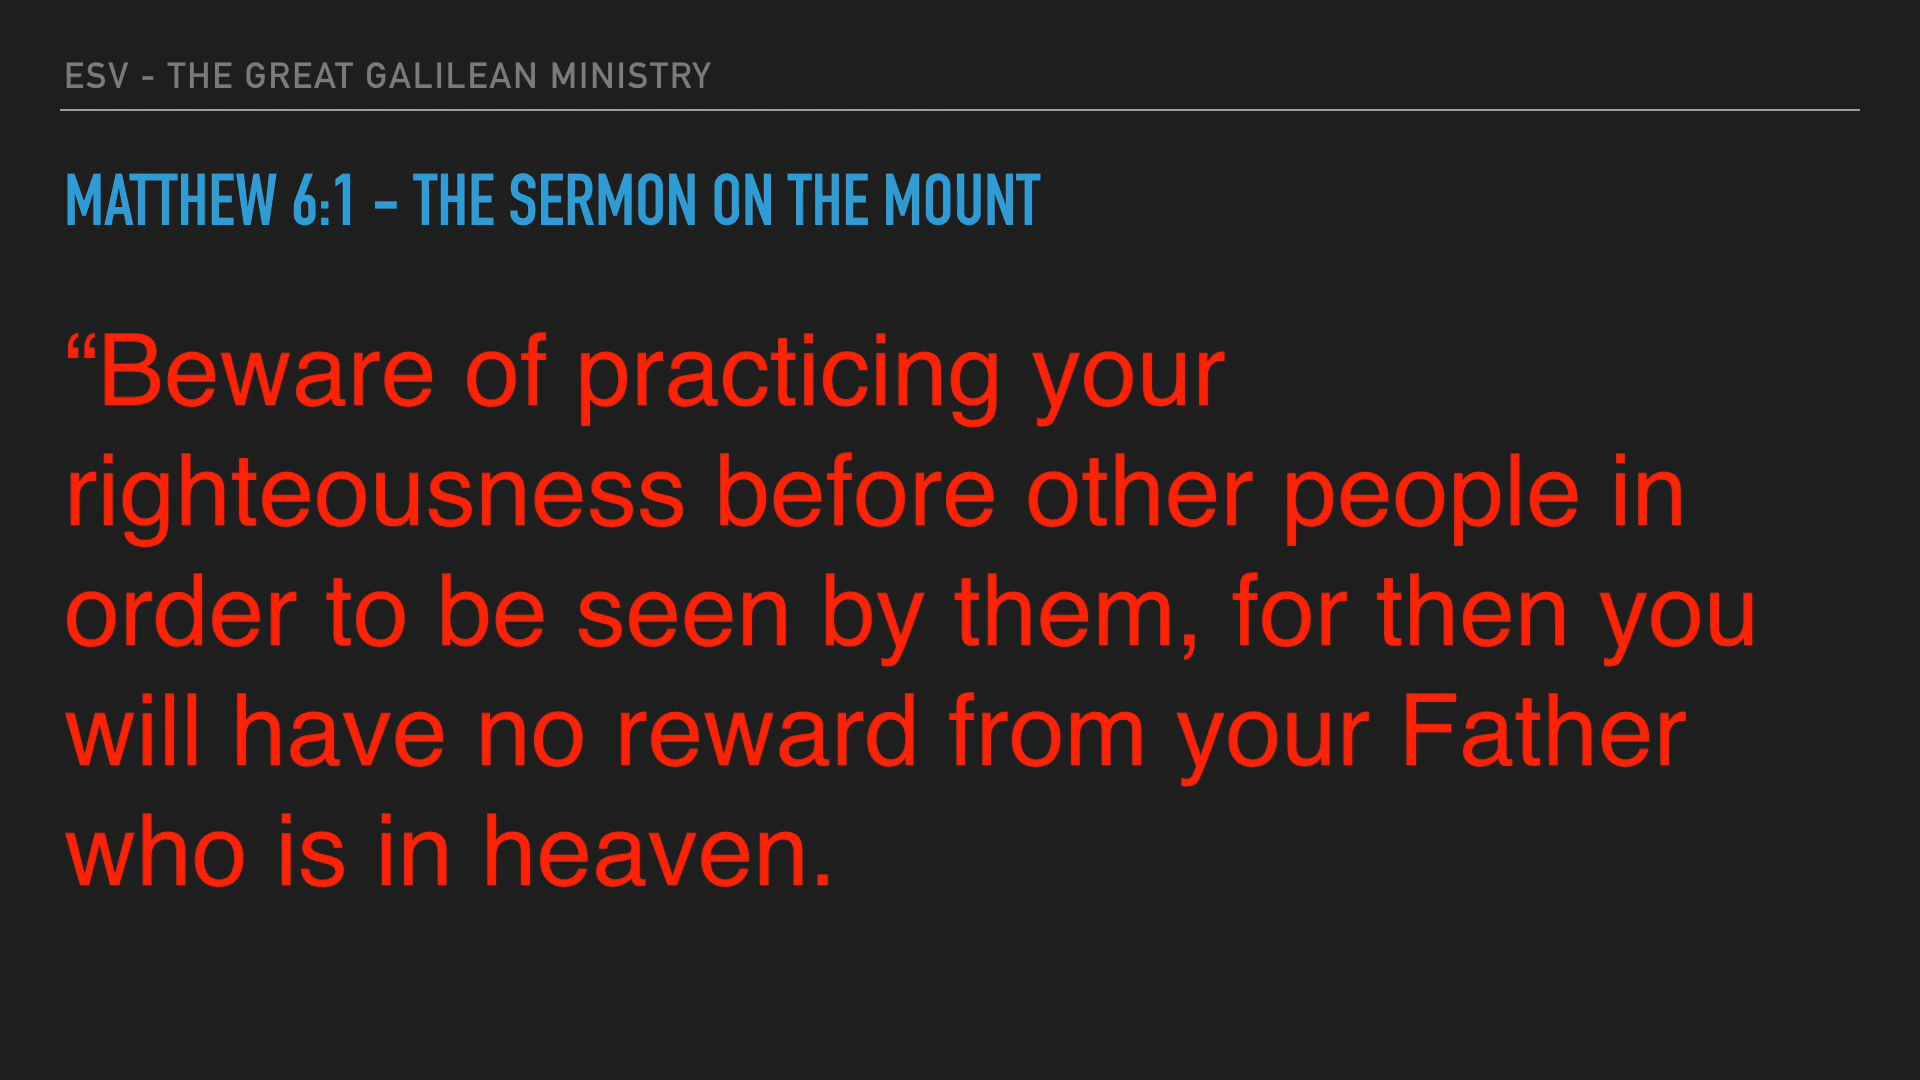 ESV - THE GREAT GALILEAN MINISTRY
MATTHEW 6:1 - THE SERMON ON THE MOUNT
“Beware of practicing your
righteousness before other people in
order to be seen by them, for then you
will have no reward from your Father
who is in heaven.